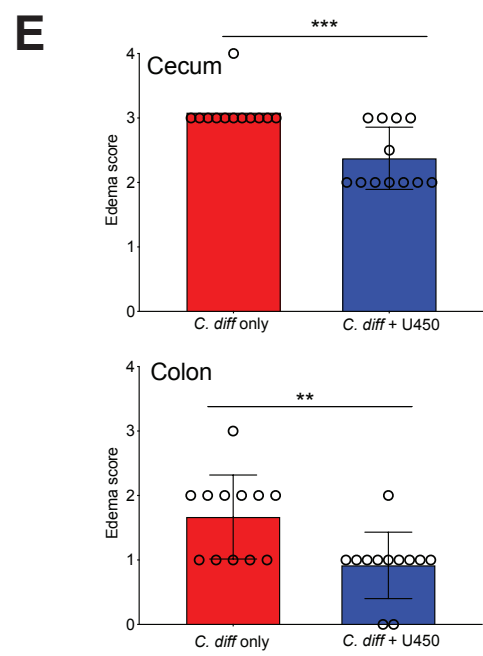 E
***
Cecum
4
3
2
1
0
Edema score
C. diff only
C. diff + U450
Colon
**
4
3
2
1
0
Edema score
C. diff only
C. diff + U450